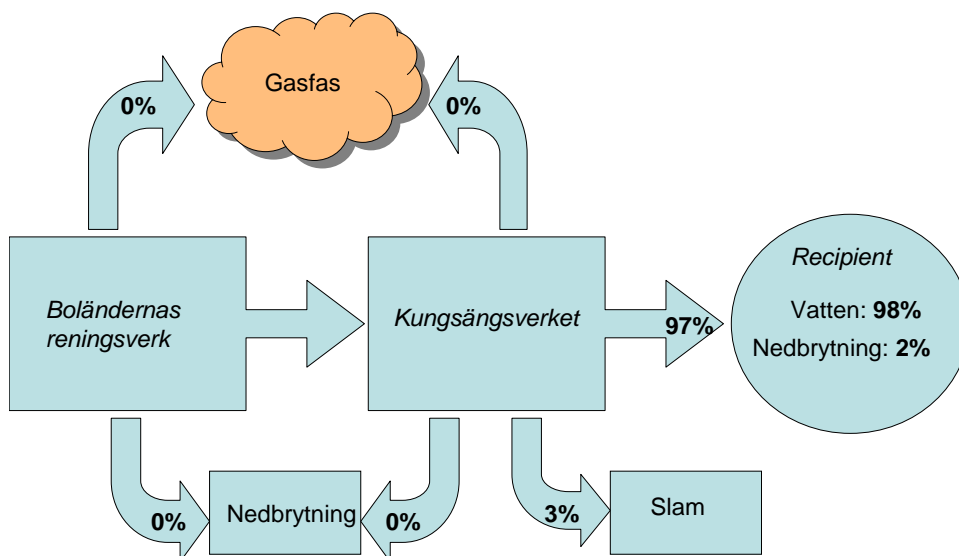 Gasfas
0%
0%
Boländernas
reningsverk
Kungsängsverket
97%
Recipient
Vatten: 98%
Nedbrytning: 2%
0%
Nedbrytning
0%
3%
Slam